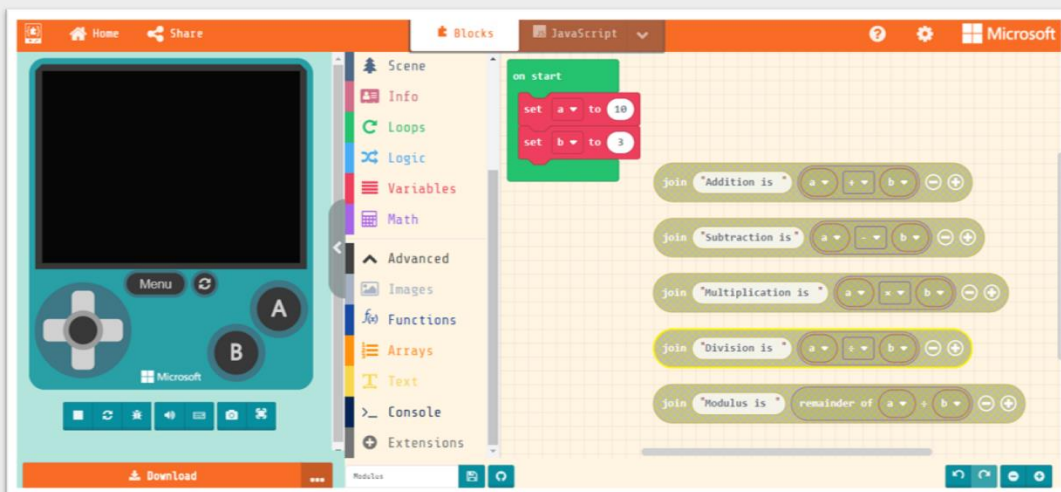 Home Share Blocks JavaScript Microsoft
Menu
A
B
Microsoft
Download
Scene
Info
Loops
Logic
Variables
Math
Advanced
Images
f(x) Functions
Arrays
T Text
>_ Console
Extensions
Modulus
on start
set a to 10
set b to 3
join "Addition is " a + b
join "Subtraction is" a - b
join "Multiplication is " a × b
join "Division is " a ÷ b
join "Modulus is " remainder of a ÷ b